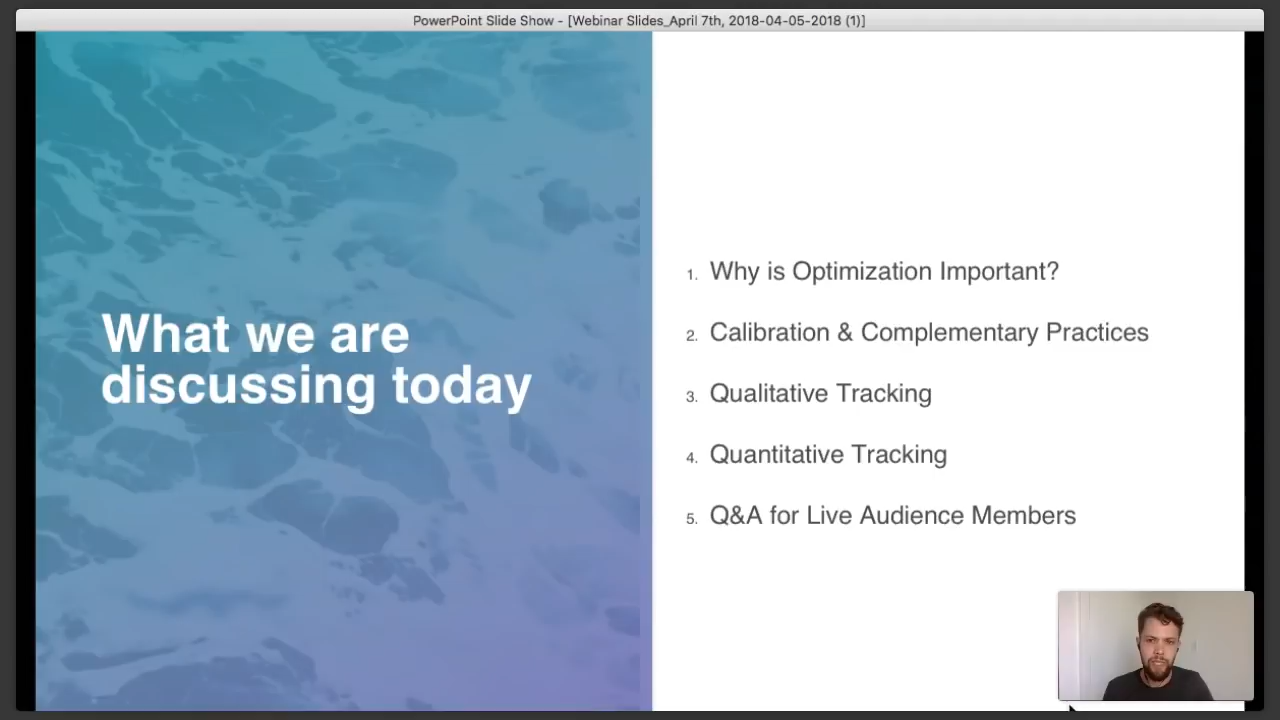 PowerPoint Slide Show - [Webinar Slides_April 7th, 2018-04-05-2018 (1)]
What we are
discussing today
1. Why is Optimization Important?
2. Calibration & Complementary Practices
3. Qualitative Tracking
4. Quantitative Tracking
5. Q&A for Live Audience Members